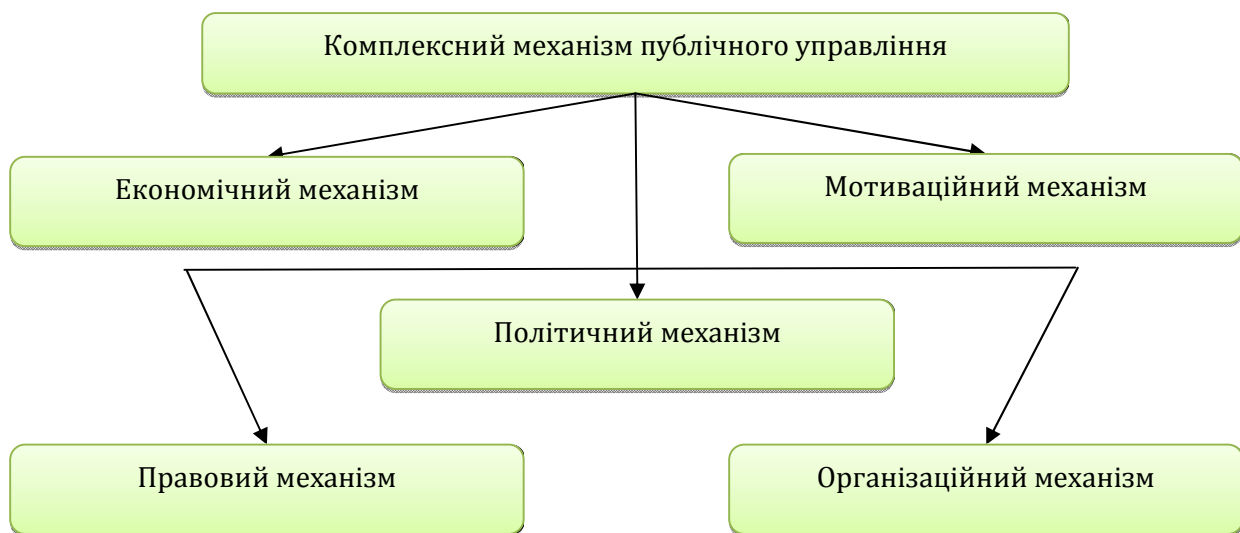 Комплексний механізм публічного управління
Економічний механізм
Мотиваційний механізм
Політичний механізм
Правовий механізм
Організаційний механізм